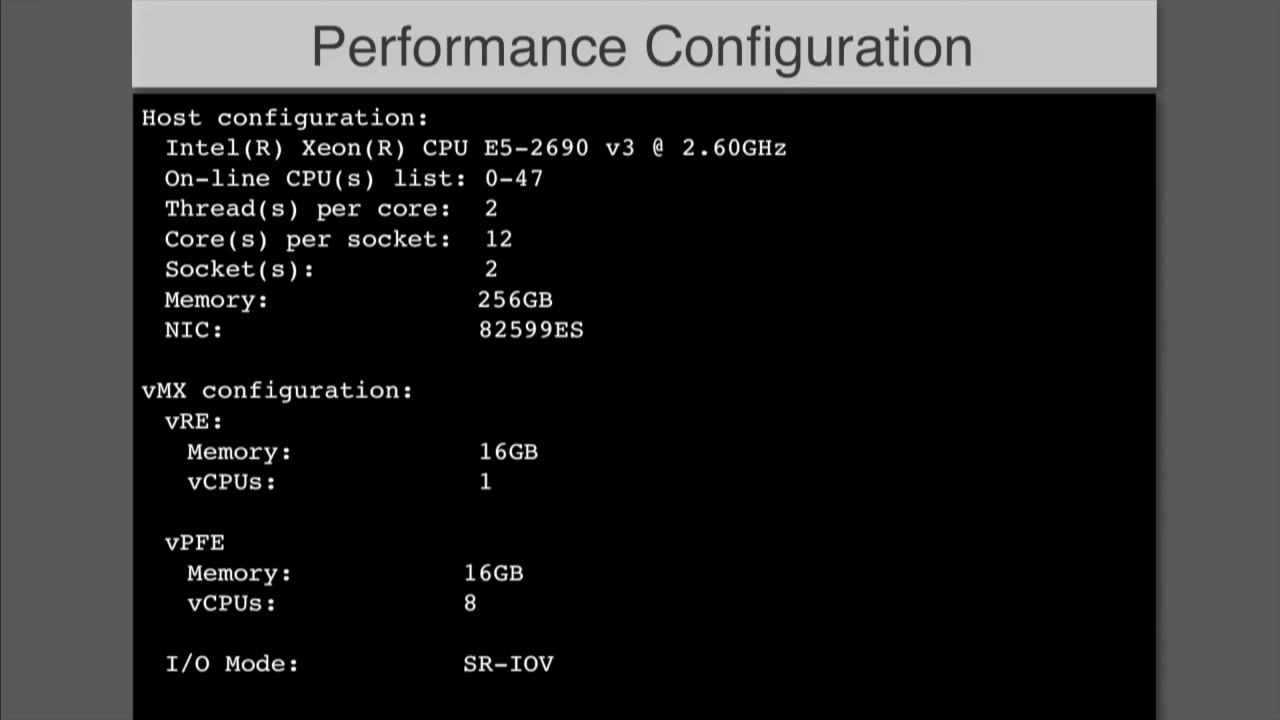 Performance Configuration
Host configuration:
Intel(R) Xeon(R) CPU E5-2690 v3 @ 2.60GHz
On-line CPU(s) list: 0-47
Thread(s) per core: 2
Core(s) per socket: 12
Socket(s): 2
Memory: 256GB
NIC: 82599ES
vMX configuration:
vRE:
Memory: 16GB
vCPUs: 1
vPFE
Memory: 16GB
vCPUs: 8
I/O Mode: SR-IOV